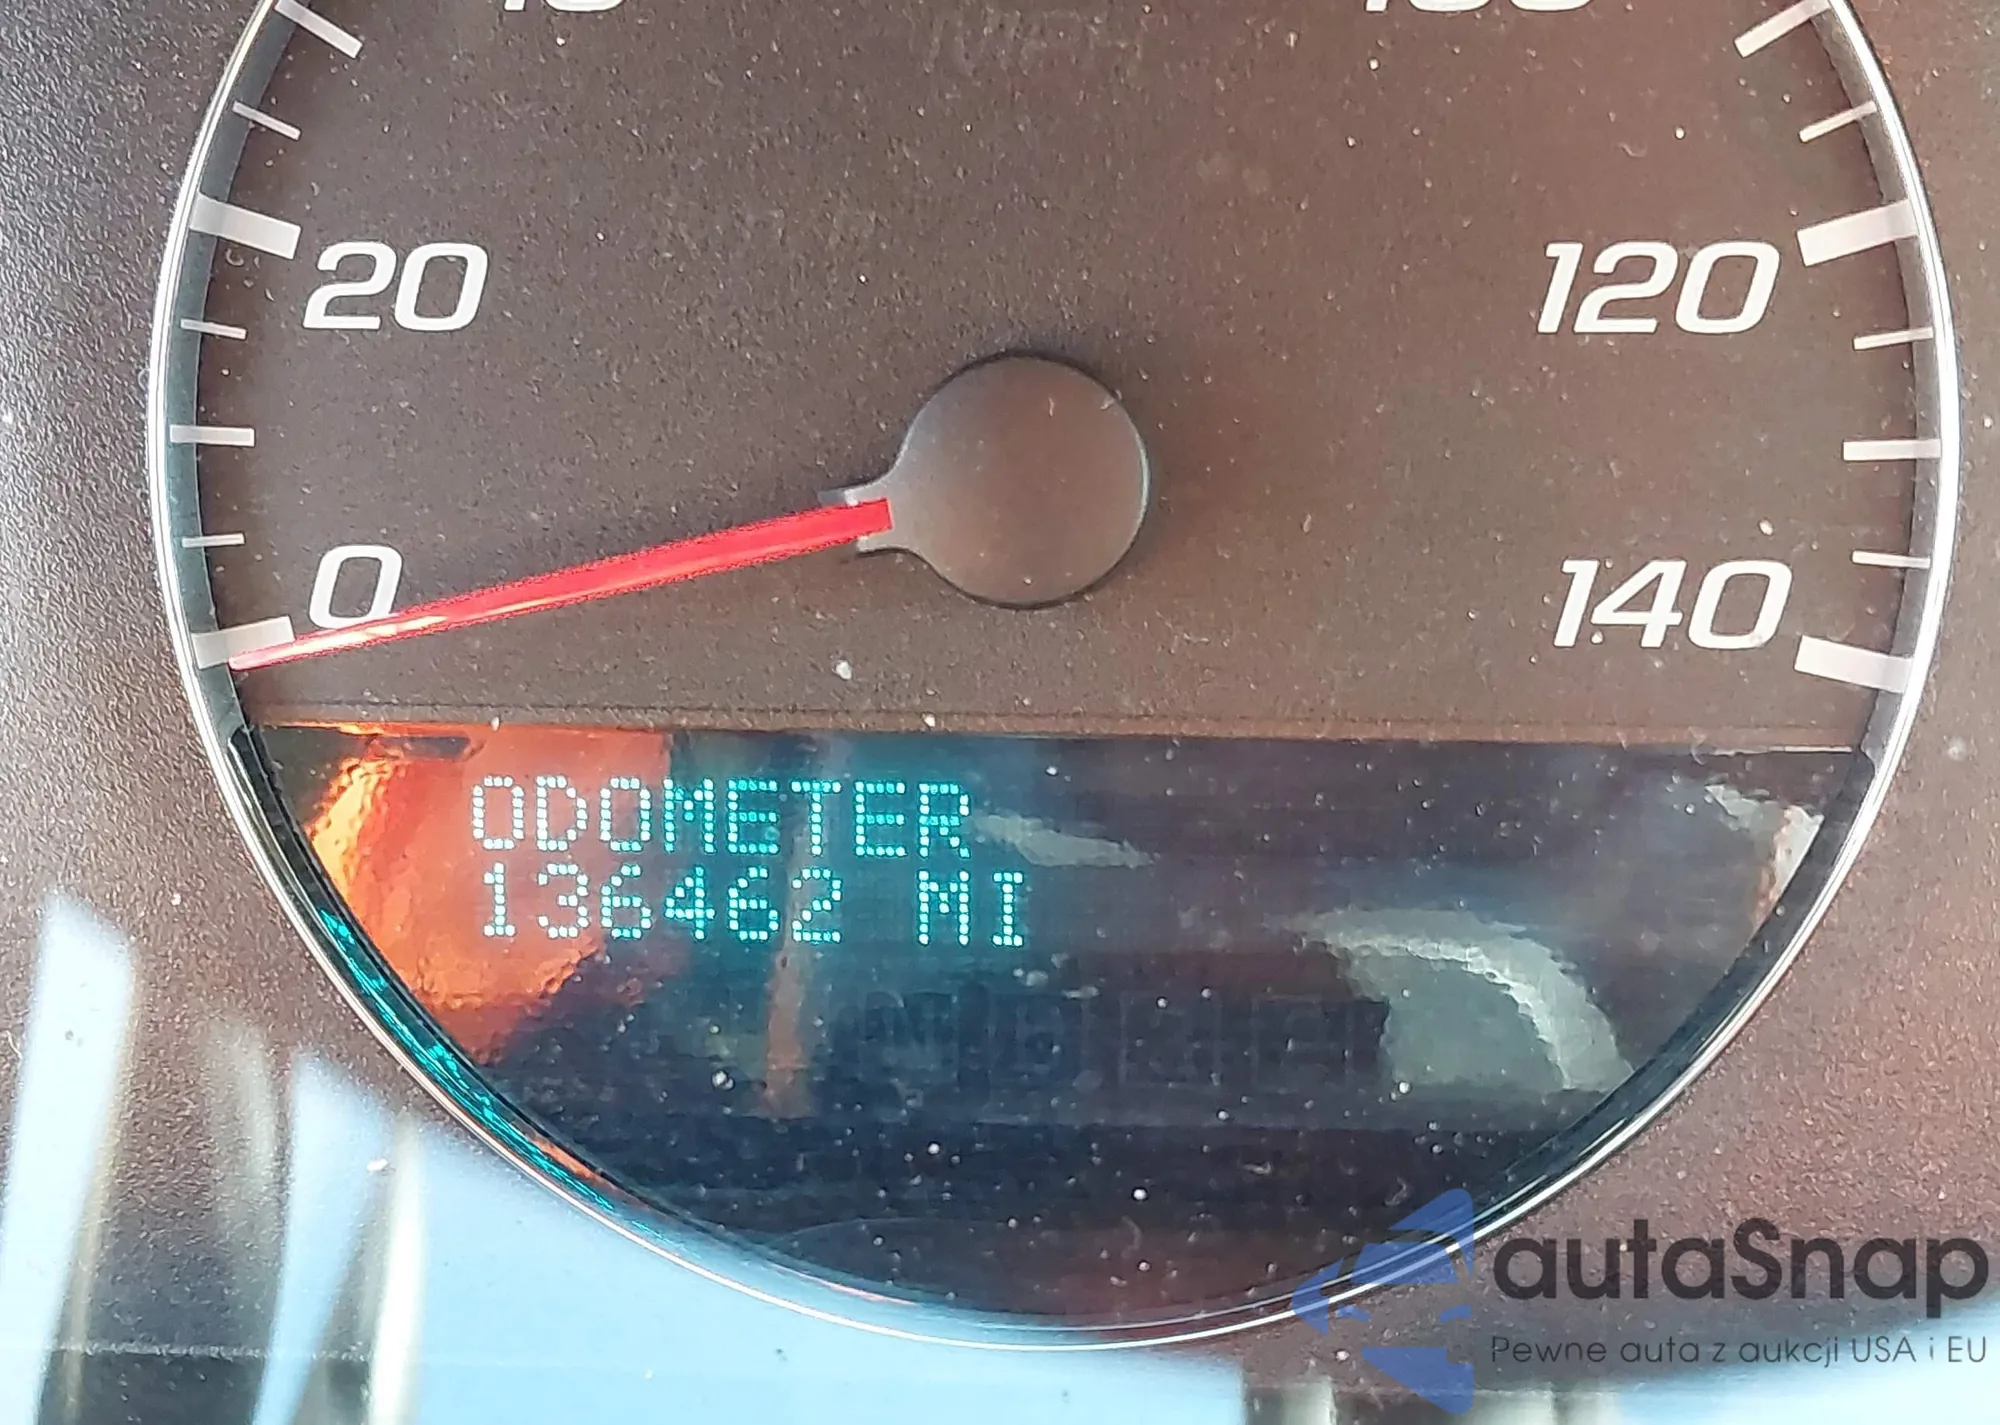 20
120
0
140
ODOMETER
136462 MI
autaSnap
Pewne auta z aukcji USA i EU